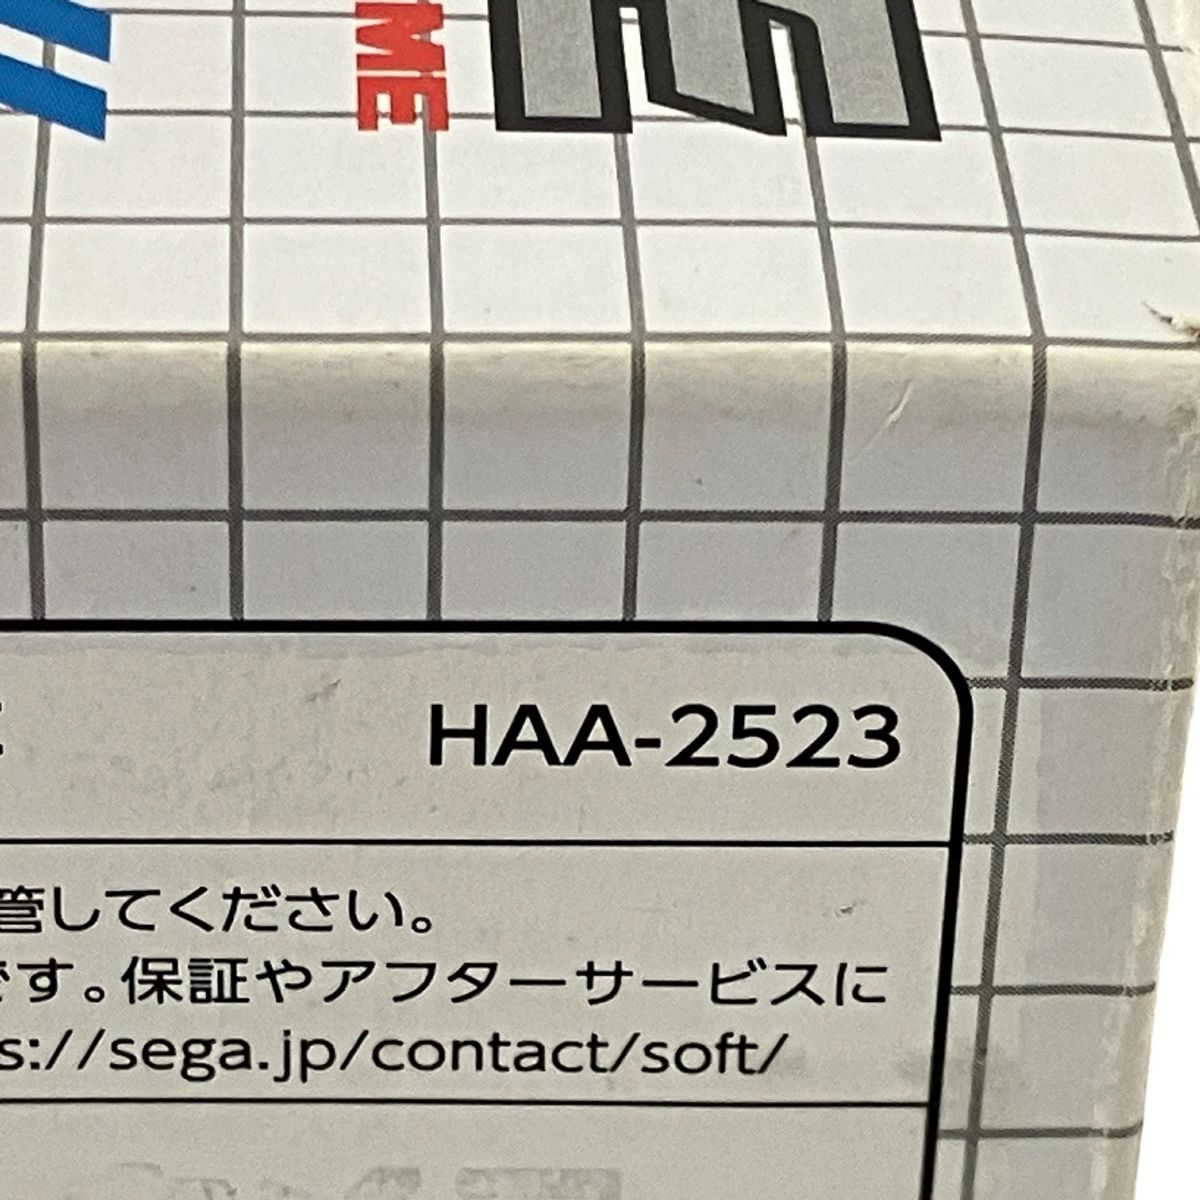 ME
HAA-2523
管してください。
です。保証やアフターサービスに
s://sega.jp/contact/soft/